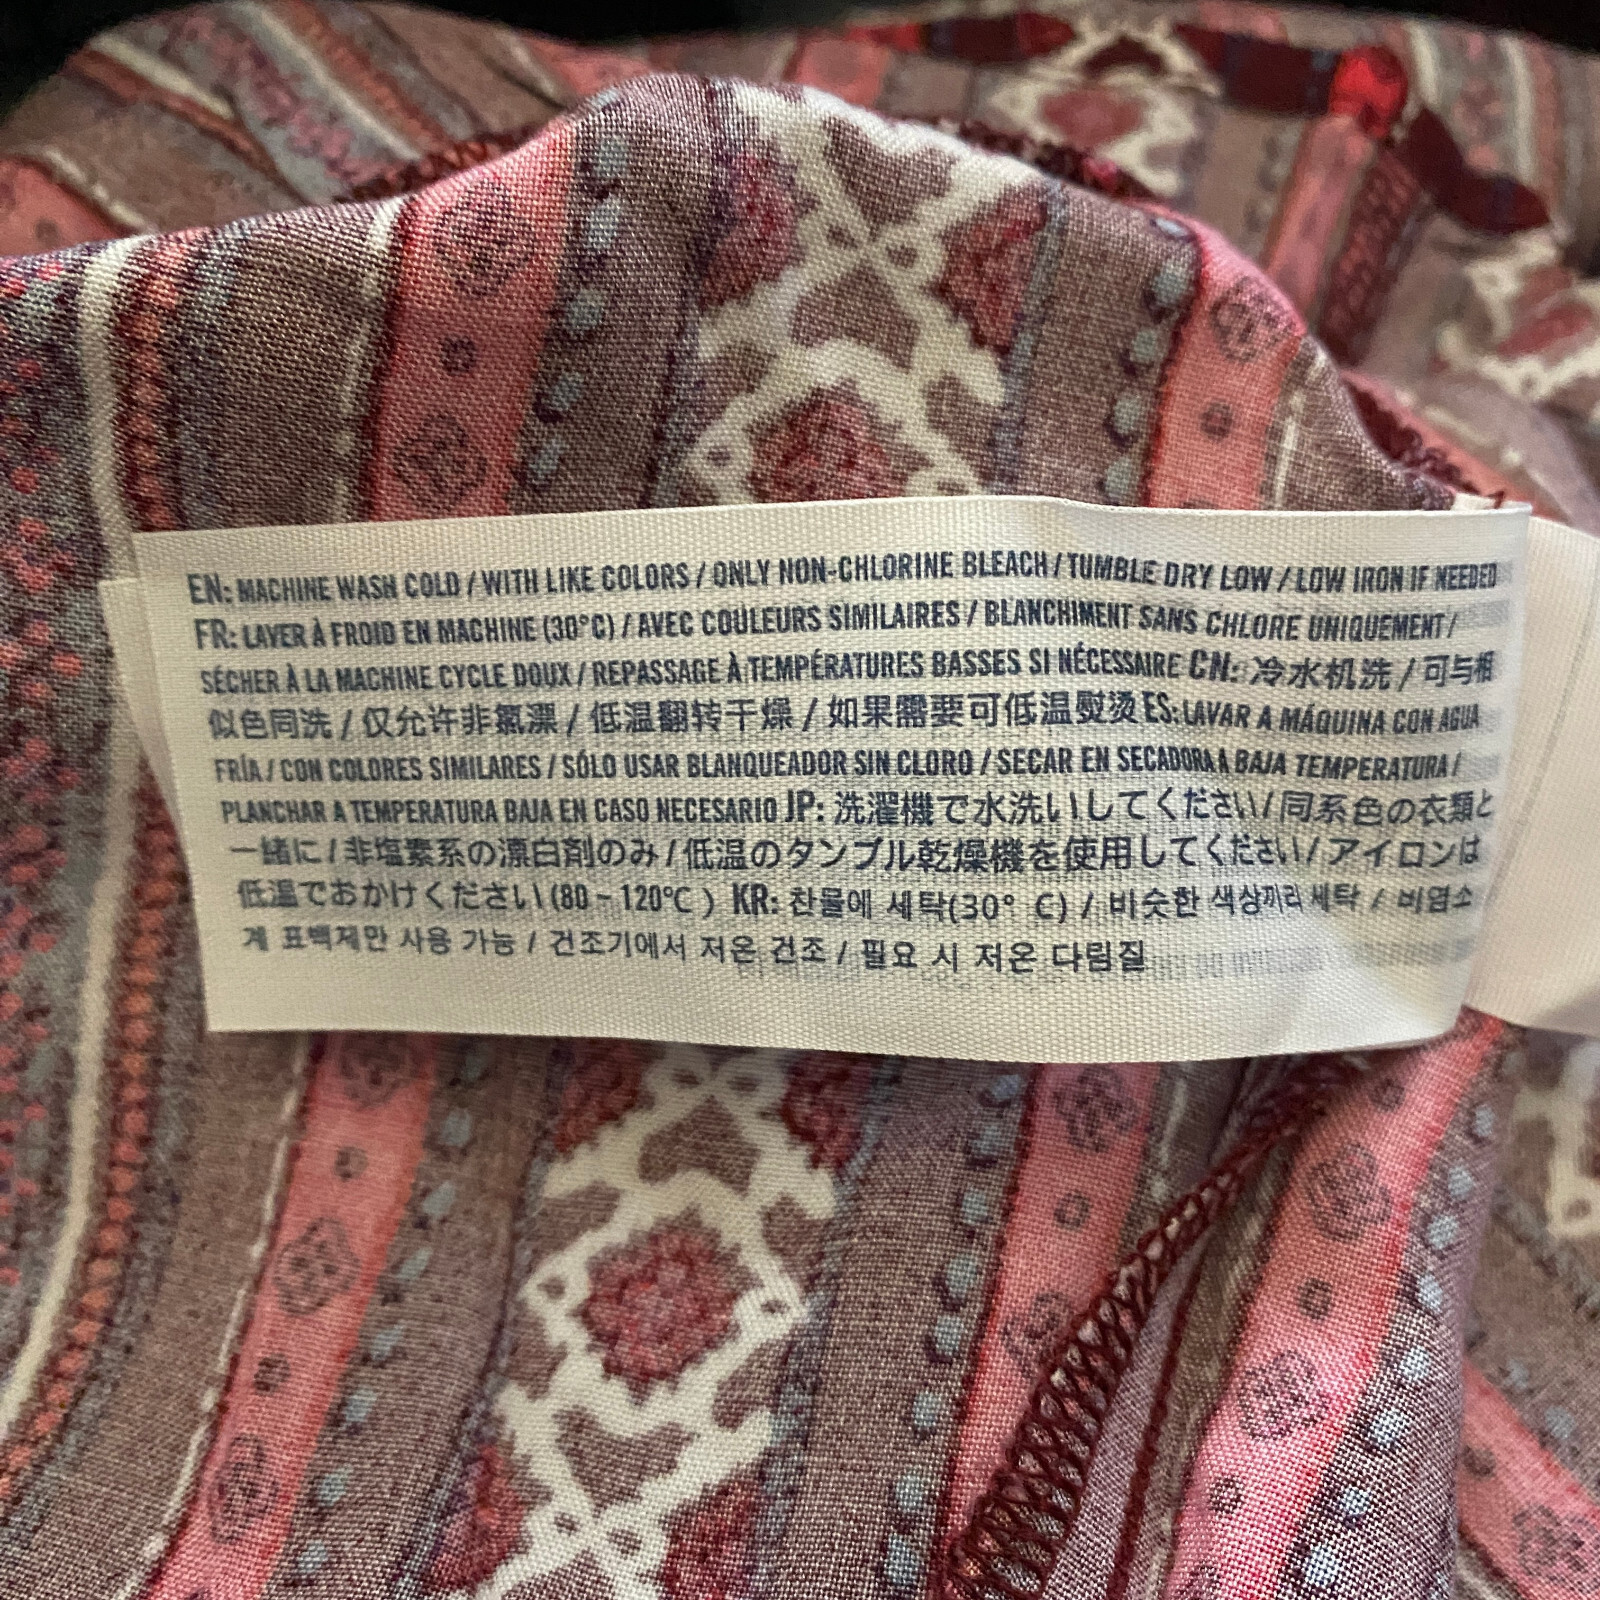 EN: MACHINE WASH COLD / WITH LIKE COLORS / ONLY NON-CHLORINE BLEACH / TUMBLE DRY LOW / LOW IRON IF NEEDED
FR: LAVER À FROID EN MACHINE (30°C) / AVEC COULEURS SIMILAIRES / BLANCHIMENT SANS CHLORE UNIQUEMENT /
SÉCHER À LA MACHINE CYCLE DOUX / REPASSAGE À TEMPÉRATURES BASSES SI NÉCESSAIRE CN: 冷水机洗 / 可与相
似色同洗 / 仅允许非氯漂 / 低温翻转干燥 / 如果需要可低温熨烫 ES: LAVAR A MÁQUINA CON AGUA
FRÍA / CON COLORES SIMILARES / SÓLO USAR BLANQUEADOR SIN CLORO / SECAR EN SECADORA A BAJA TEMPERATURA /
PLANCHAR A TEMPERATURA BAJA EN CASO NECESARIO JP: 洗濯機で水洗いしてください / 同系色の衣類と
一緒に / 非塩素系の漂白剤のみ / 低温のタンブル乾燥機を使用してください / アイロンは
低温でおかけください (80 ~ 120°C ) KR: 찬물에 세탁(30° C) / 비슷한 색상끼리 세탁 / 비염소
계 표백제만 사용 가능 / 건조기에서 저온 건조 / 필요 시 저온 다림질